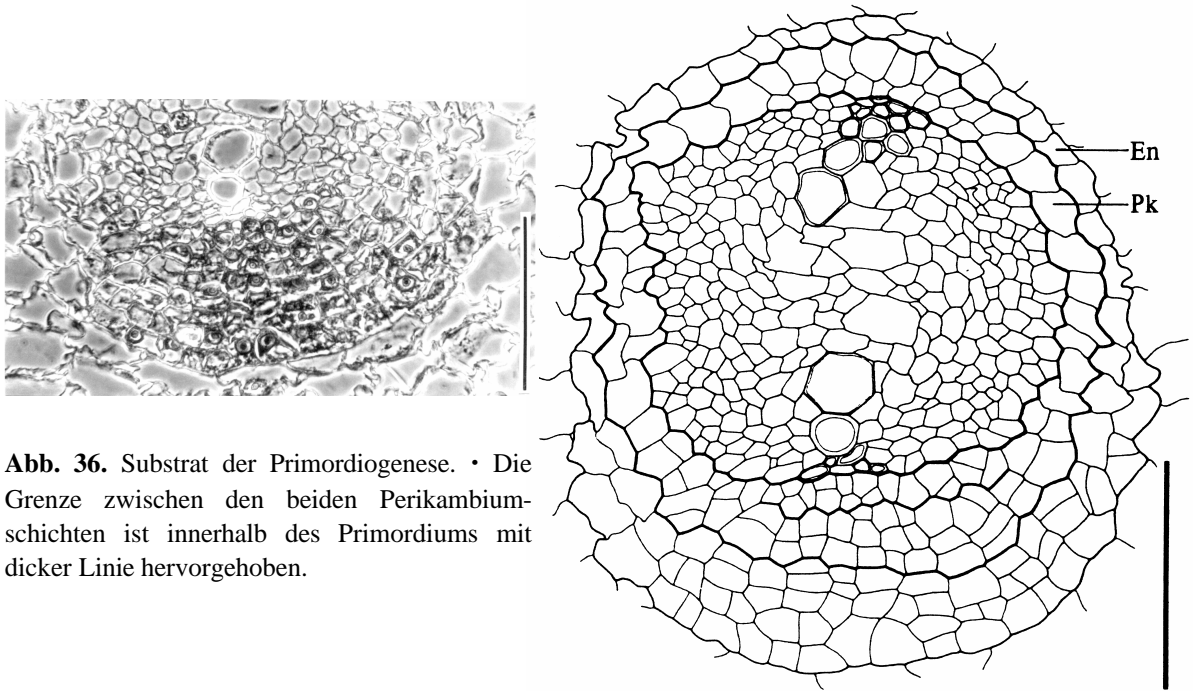 En
Pk
Abb. 36. Substrat der Primordiogenese. • Die
Grenze zwischen den beiden Perikambium-
schichten ist innerhalb des Primordiums mit
dicker Linie hervorgehoben.